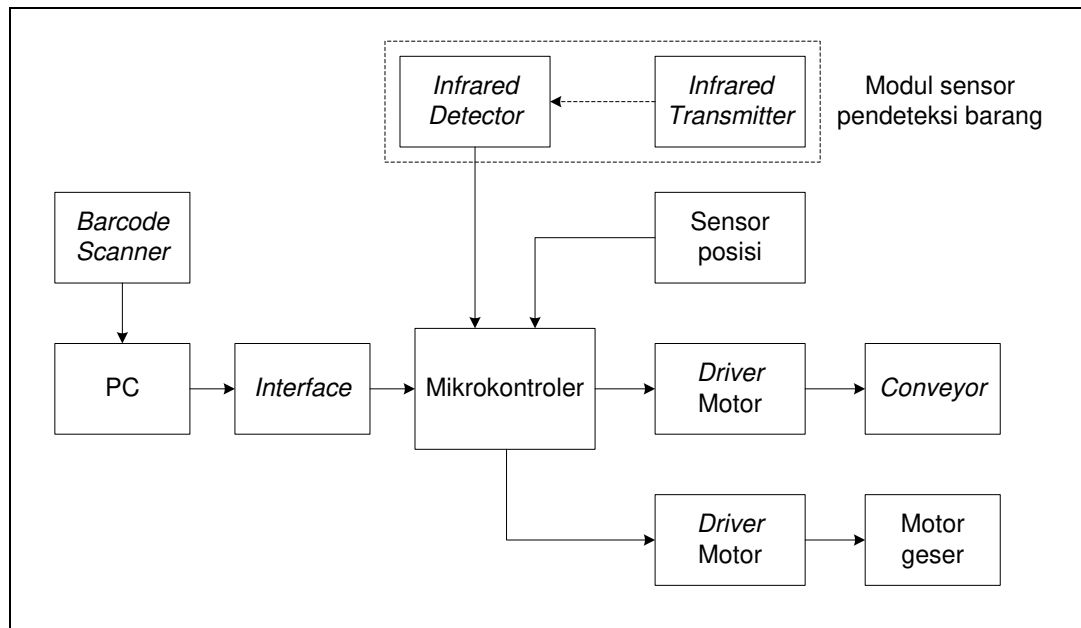 Infrared
Detector
Infrared
Transmitter
Modul sensor
pendeteksi barang
Barcode
Scanner
Sensor
posisi
PC
Interface
Mikrokontroler
Driver
Motor
Conveyor
Driver
Motor
Motor
geser